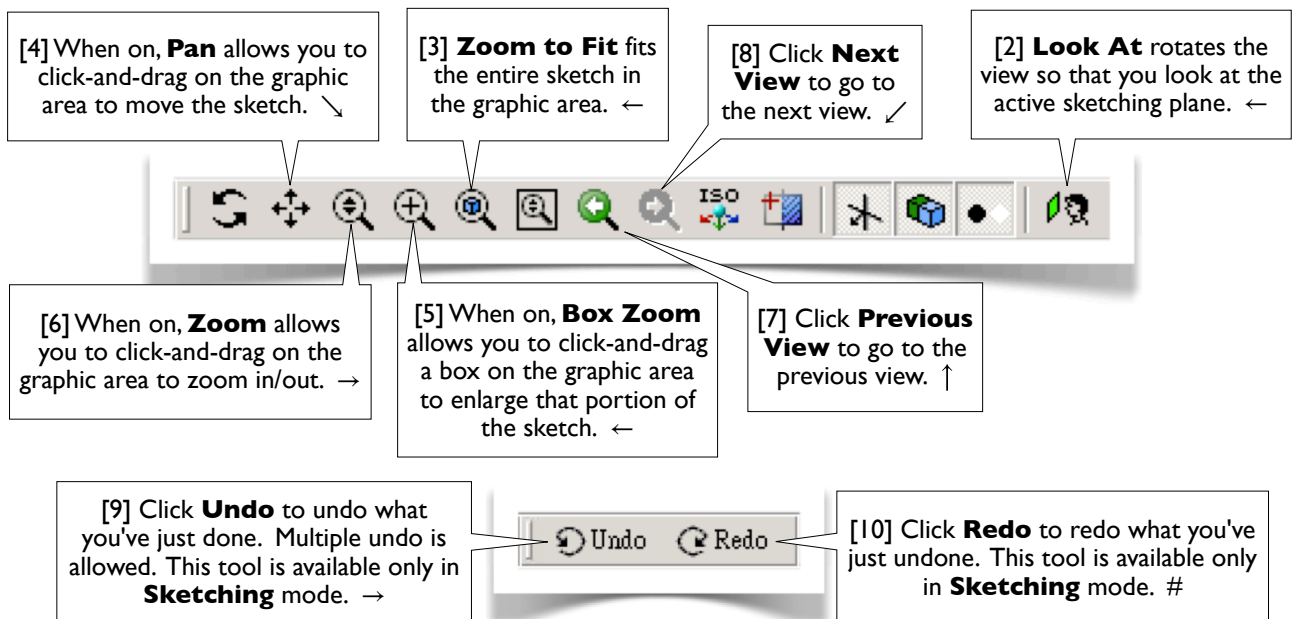 [4] When on, Pan allows you to
click-and-drag on the graphic
area to move the sketch. ↘
[3] Zoom to Fit fits
the entire sketch in
the graphic area. ←
[8] Click Next
View to go to
the next view. ↙
[2] Look At rotates the
view so that you look at the
active sketching plane. ←
ISO
[6] When on, Zoom allows
you to click-and-drag on the
graphic area to zoom in/out. →
[5] When on, Box Zoom
allows you to click-and-drag
a box on the graphic area
to enlarge that portion of
the sketch. ←
[7] Click Previous
View to go to the
previous view. ↑
[9] Click Undo to undo what
you've just done. Multiple undo is
allowed. This tool is available only in
Sketching mode. →
Undo Redo
[10] Click Redo to redo what you've
just undone. This tool is available only
in Sketching mode. #